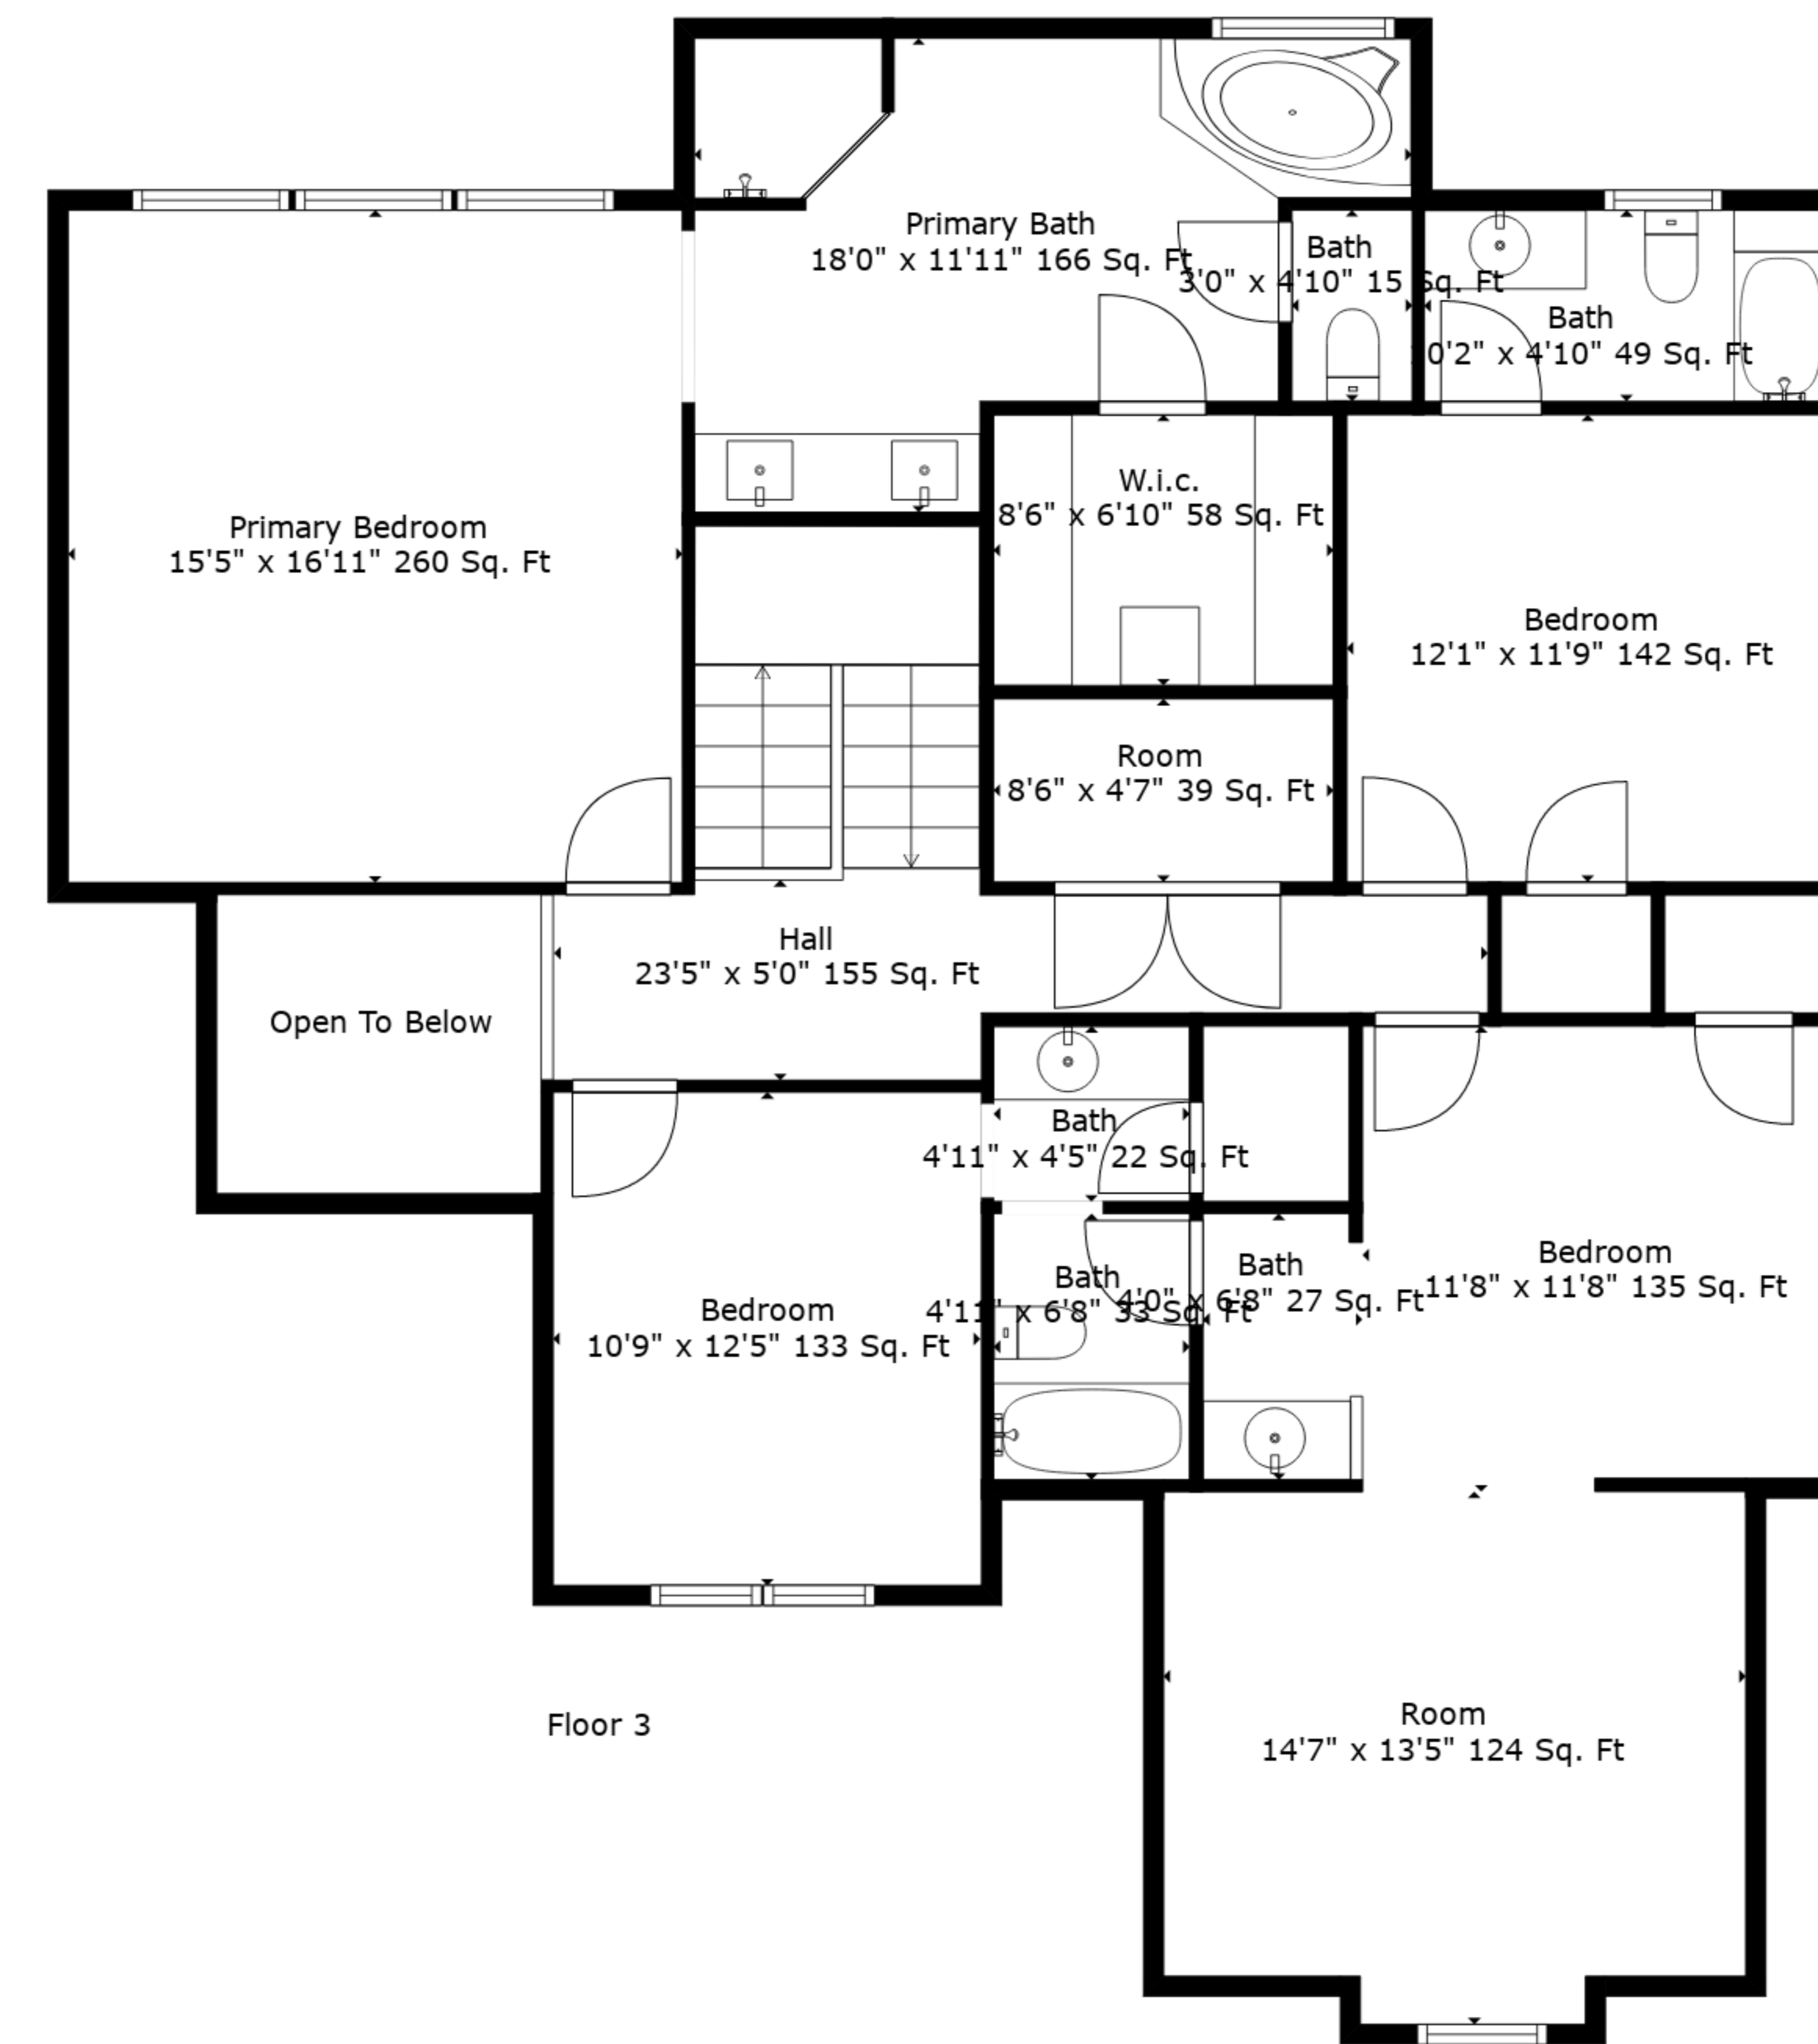 Primary Bath
18'0" x 11'11" 166 Sq. Ft
Bath
3'0" x 4'10" 15 Sq. Ft
Bath
0'2" x 4'10" 49 Sq. Ft
W.i.c.
8'6" x 6'10" 58 Sq. Ft
Primary Bedroom
15'5" x 16'11" 260 Sq. Ft
Bedroom
12'1" x 11'9" 142 Sq. Ft
Room
8'6" x 4'7" 39 Sq. Ft
Hall
23'5" x 5'0" 155 Sq. Ft
Open To Below
Bath
4'11" x 4'5" 22 Sq. Ft
Bath
4'11" x 6'8" 33 Sq. Ft
Bath
4'0" x 6'8" 27 Sq. Ft
Bedroom
11'8" x 11'8" 135 Sq. Ft
Bedroom
10'9" x 12'5" 133 Sq. Ft
Floor 3
Room
14'7" x 13'5" 124 Sq. Ft